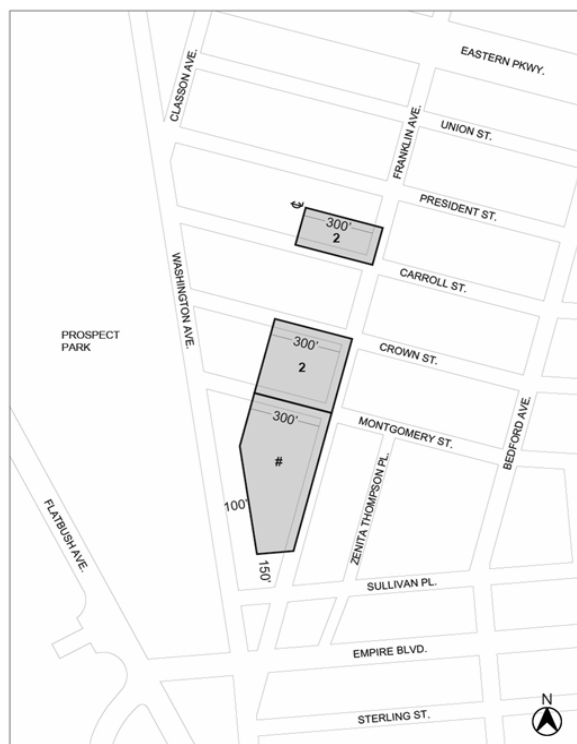 EASTERN PKWY.
CLASSON AVE.
UNION ST.
FRANKLIN AVE.
PRESIDENT ST.
300'
2
CARROLL ST.
WASHINGTON AVE.
PROSPECT
PARK
300'
CROWN ST.
2
300'
MONTGOMERY ST.
BEDFORD AVE.
#
ZENITA THOMPSON PL.
100'
FLATBUSH AVE.
150'
SULLIVAN PL.
EMPIRE BLVD.
N
STERLING ST.